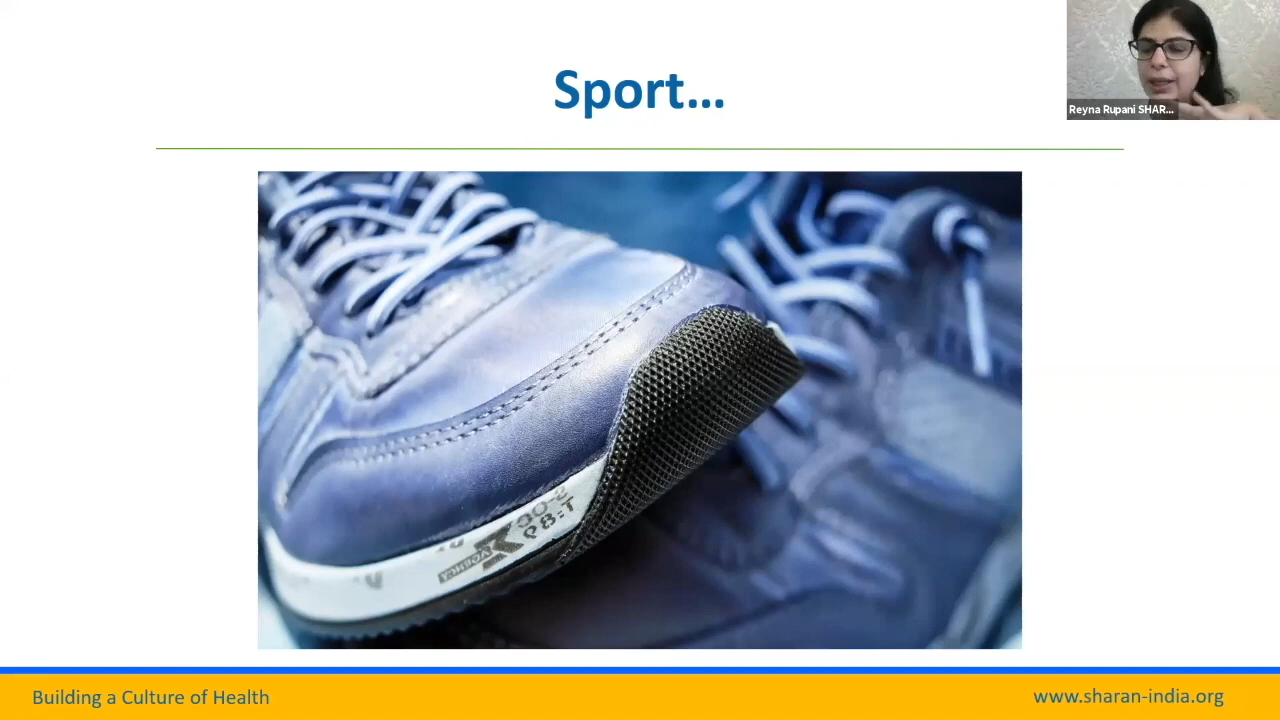 Sport...
Reyna Rupani SHAR...
Building a Culture of Health
www.sharan-india.org